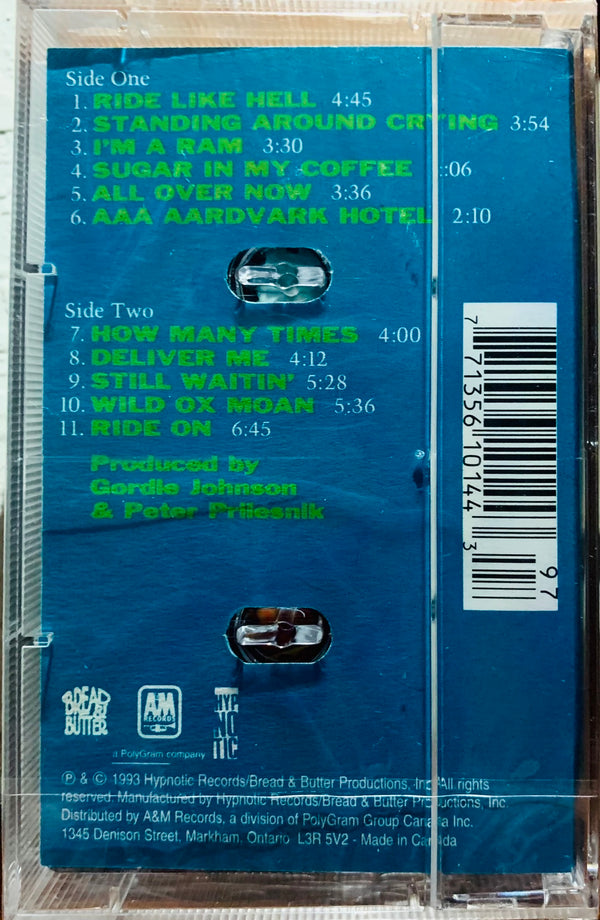 Side One
1. RIDE LIKE HELL 4:45
2. STANDING AROUND CRYING 3:54
3. I'M A RAM 3:30
4. SUGAR IN MY COFFEE :06
5. ALL OVER NOW 3:36
6. AAA AARDVARK HOTEL 2:10
Side Two
7. HOW MANY TIMES 4:00
8. DELIVER ME 4:12
9. STILL WAITIN' 5:28
10. WILD OX MOAN 5:36
11. RIDE ON 6:45
Produced by
Gordie Johnson
& Peter Prilesnik
7 71356 10144 3
97
BREAD
BUTTER
A&M
RECORDS
HYP
NO
TIC
a PolyGram company
Ⓟ & © 1993 Hypnotic Records/Bread & Butter Productions, Inc. All rights
reserved. Manufactured by Hypnotic Records/Bread & Butter Productions, Inc.
Distributed by A&M Records, a division of PolyGram Group Canada Inc.
1345 Denison Street, Markham, Ontario L3R 5V2 - Made in Canada